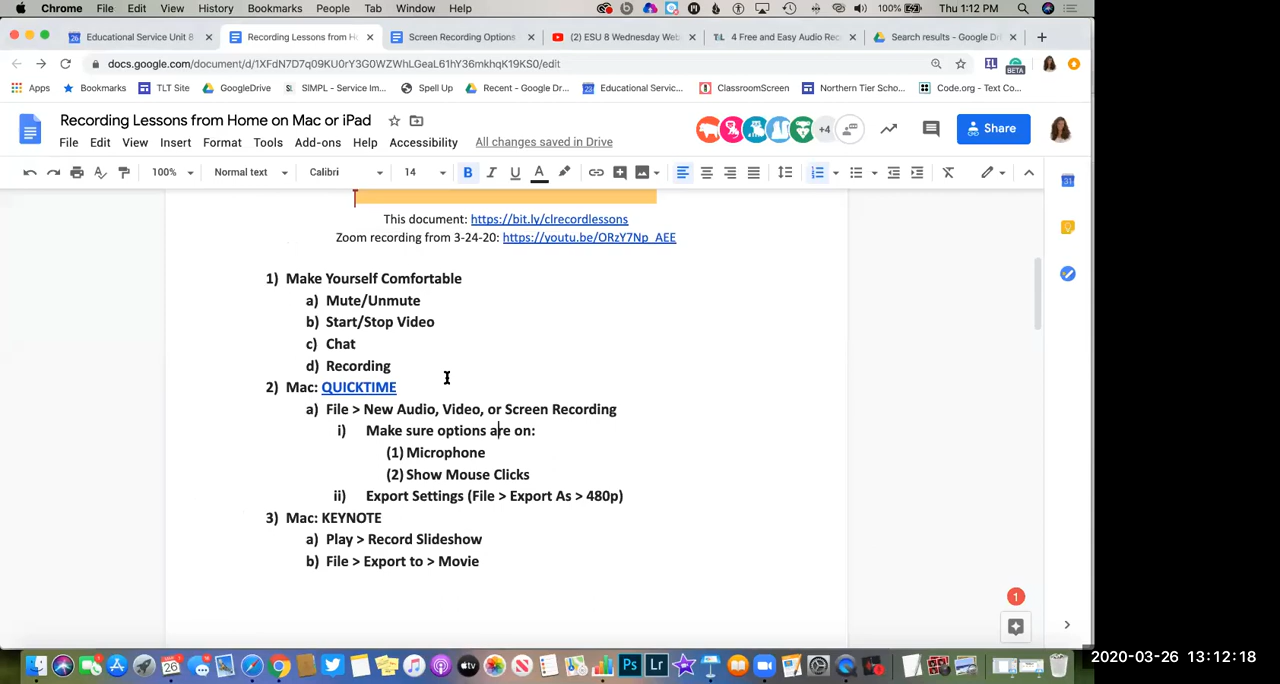 Chrome File Edit View History Bookmarks People Tab Window Help 100% Thu 1:12 PM
Educational Service Unit 8 Recording Lessons from H Screen Recording Options (2) ESU 8 Wednesday Web 4 Free and Easy Audio Rec Search results - Google Dri
docs.google.com/document/d/1XFdN7D7q09KU0rY3G0WZWhLGeaL61hY36mkhqK19KS0/edit
BETA
Apps Bookmarks TLT Site GoogleDrive SIMPL - Service Im... Spell Up Recent - Google Dr... Educational Servic... ClassroomScreen Northern Tier Scho... Code.org - Text Co...
Recording Lessons from Home on Mac or iPad
+4 Share
File Edit View Insert Format Tools Add-ons Help Accessibility All changes saved in Drive
100% Normal text Calibri 14 B I U A
This document: https://bit.ly/clrecordlessons
Zoom recording from 3-24-20: https://youtu.be/ORzY7Np_AEE
1) Make Yourself Comfortable
a) Mute/Unmute
b) Start/Stop Video
c) Chat
d) Recording
2) Mac: QUICKTIME
a) File > New Audio, Video, or Screen Recording
i) Make sure options are on:
(1) Microphone
(2) Show Mouse Clicks
ii) Export Settings (File > Export As > 480p)
3) Mac: KEYNOTE
a) Play > Record Slideshow
b) File > Export to > Movie
1
2020-03-26 13:12:18